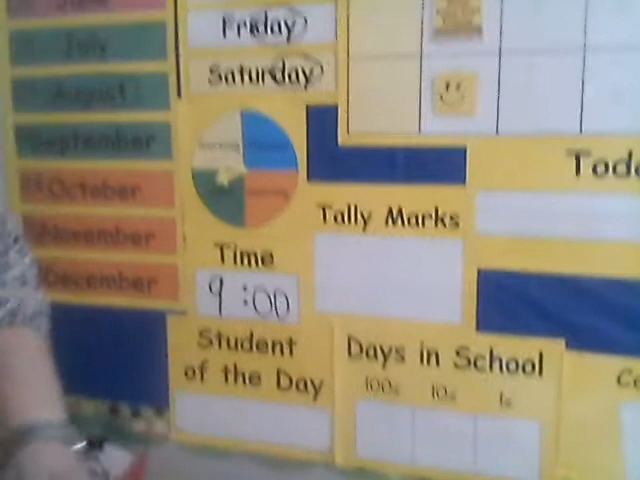 June
July
August
September
October
November
December
Friday
Saturday
Time
9:00
Student
of the Day
Tally Marks
Days in School
100s 10s 1s